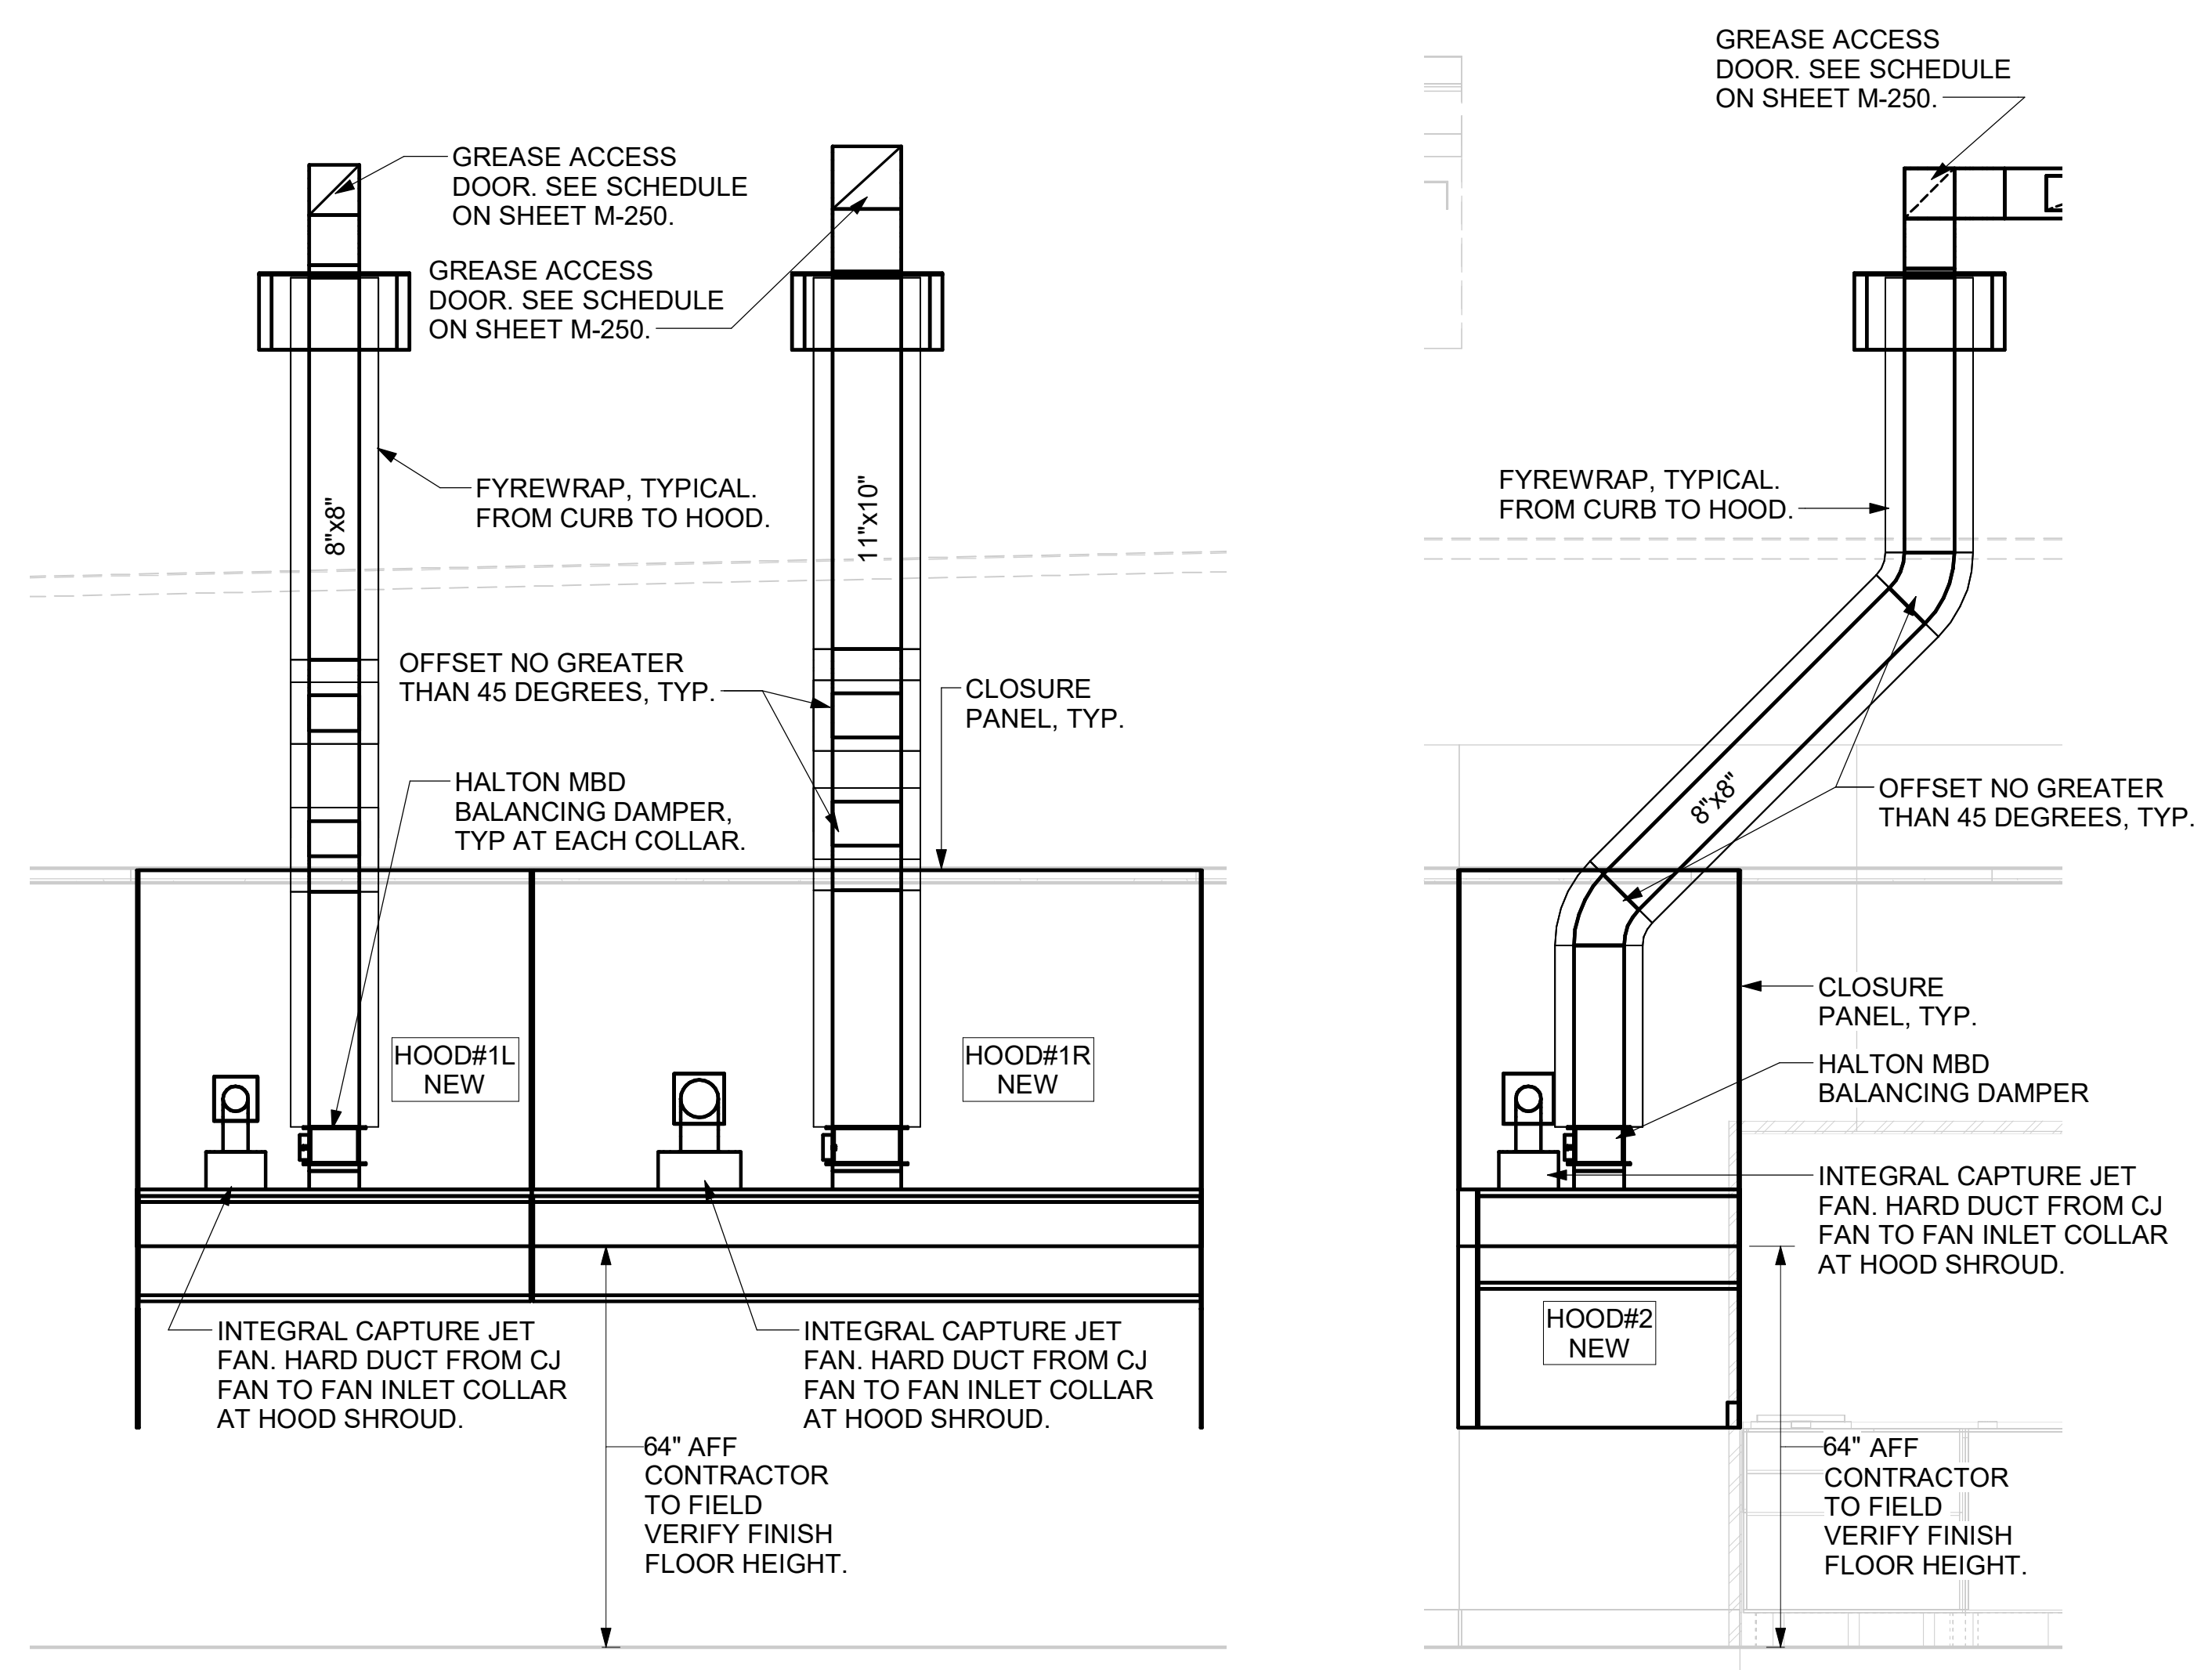 GREASE ACCESS
DOOR. SEE SCHEDULE
ON SHEET M-250.
GREASE ACCESS
DOOR. SEE SCHEDULE
ON SHEET M-250.
8"x8"
11"x10"
FYREWRAP, TYPICAL.
FROM CURB TO HOOD.
OFFSET NO GREATER
THAN 45 DEGREES, TYP.
CLOSURE
PANEL, TYP.
HALTON MBD
BALANCING DAMPER,
TYP AT EACH COLLAR.
HOOD#1L
NEW
HOOD#1R
NEW
INTEGRAL CAPTURE JET
FAN. HARD DUCT FROM CJ
FAN TO FAN INLET COLLAR
AT HOOD SHROUD.
INTEGRAL CAPTURE JET
FAN. HARD DUCT FROM CJ
FAN TO FAN INLET COLLAR
AT HOOD SHROUD.
64" AFF
CONTRACTOR
TO FIELD
VERIFY FINISH
FLOOR HEIGHT.
GREASE ACCESS
DOOR. SEE SCHEDULE
ON SHEET M-250.
FYREWRAP, TYPICAL.
FROM CURB TO HOOD.
8"x8"
OFFSET NO GREATER
THAN 45 DEGREES, TYP.
CLOSURE
PANEL, TYP.
HALTON MBD
BALANCING DAMPER
INTEGRAL CAPTURE JET
FAN. HARD DUCT FROM CJ
FAN TO FAN INLET COLLAR
AT HOOD SHROUD.
HOOD#2
NEW
64" AFF
CONTRACTOR
TO FIELD
VERIFY FINISH
FLOOR HEIGHT.